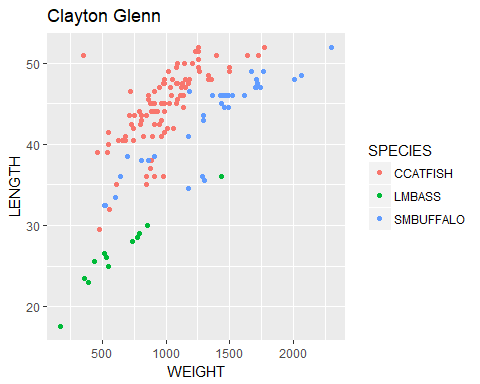 Clayton Glenn
LENGTH
50
40
30
20
500 1000 1500 2000
WEIGHT
SPECIES
CCATFISH
LMBASS
SMBUFFALO